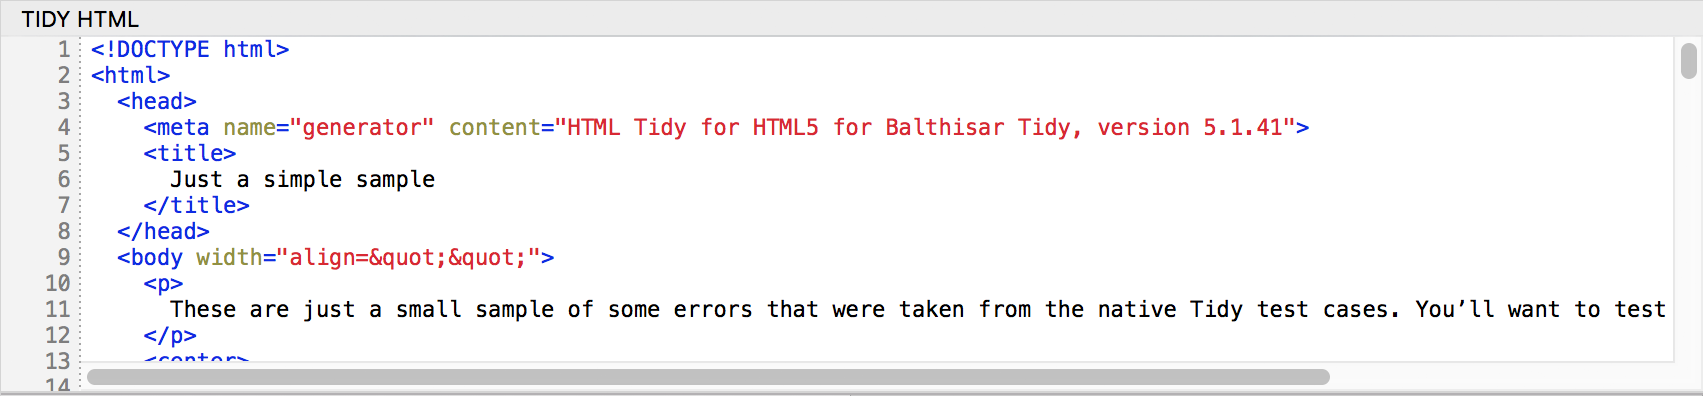 TIDY HTML
1 <!DOCTYPE html>
2 <html>
3 <head>
4 <meta name="generator" content="HTML Tidy for HTML5 for Balthisar Tidy, version 5.1.41">
5 <title>
6 Just a simple sample
7 </title>
8 </head>
9 <body width="align=&quot;&quot;">
10 <p>
11 These are just a small sample of some errors that were taken from the native Tidy test cases. You’ll want to test
12 </p>
13 <center>
14